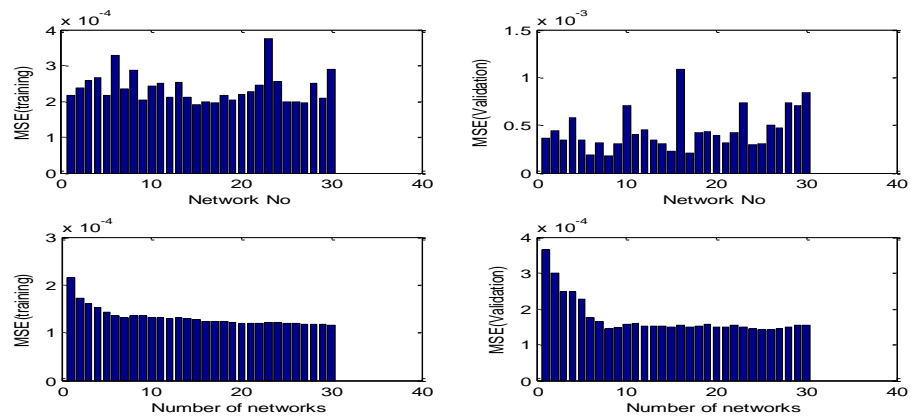 x 10-4
4
3
2
1
0
0 10 20 30 40
MSE(training)
Network No
x 10-3
1.5
1
0.5
0
0 10 20 30 40
MSE(Validation)
Network No
x 10-4
3
2
1
0
0 10 20 30 40
MSE(training)
Number of networks
x 10-4
4
3
2
1
0
0 10 20 30 40
MSE(Validation)
Number of networks